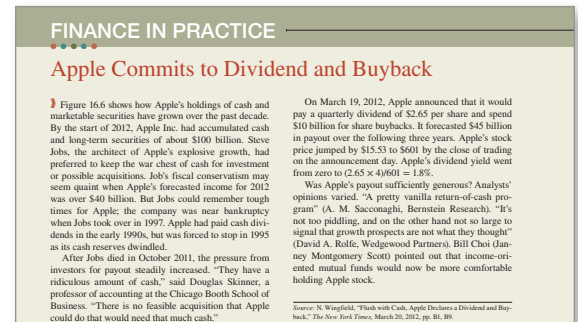 FINANCE IN PRACTICE
Apple Commits to Dividend and Buyback
Figure 16.6 shows how Apple's holdings of cash and
marketable securities have grown over the past decade.
By the start of 2012, Apple Inc. had accumulated cash
and long-term securities of about $100 billion. Steve
Jobs, the architect of Apple's explosive growth, had
preferred to keep the war chest of cash for investment
or possible acquisitions. Job's fiscal conservatism may
seem quaint when Apple's forecasted income for 2012
was over $40 billion. But Jobs could remember tough
times for Apple; the company was near bankruptcy
when Jobs took over in 1997. Apple had paid cash divi-
dends in the early 1990s, but was forced to stop in 1995
as its cash reserves dwindled.
After Jobs died in October 2011, the pressure from
investors for payout steadily increased. "They have a
ridiculous amount of cash," said Douglas Skinner, a
professor of accounting at the Chicago Booth School of
Business. "There is no feasible acquisition that Apple
could do that would need that much cash."
On March 19, 2012, Apple announced that it would
pay a quarterly dividend of $2.65 per share and spend
$10 billion for share buybacks. It forecasted $45 billion
in payout over the following three years. Apple's stock
price jumped by $15.53 to $601 by the close of trading
on the announcement day. Apple's dividend yield went
from zero to (2.65 × 4)/601 = 1.8%.
Was Apple's payout sufficiently generous? Analysts'
opinions varied. "A pretty vanilla return-of-cash pro-
gram" (A. M. Sacconaghi, Bernstein Research). "It's
not too piddling, and on the other hand not so large to
signal that growth prospects are not what they thought"
(David A. Rolfe, Wedgewood Partners). Bill Choi (Jan-
ney Montgomery Scott) pointed out that income-ori-
ented mutual funds would now be more comfortable
holding Apple stock.
Source: N. Wingfield, "Flush with Cash, Apple Declares a Dividend and Buy-
back," The New York Times, March 20, 2012, pp. B1, B9.